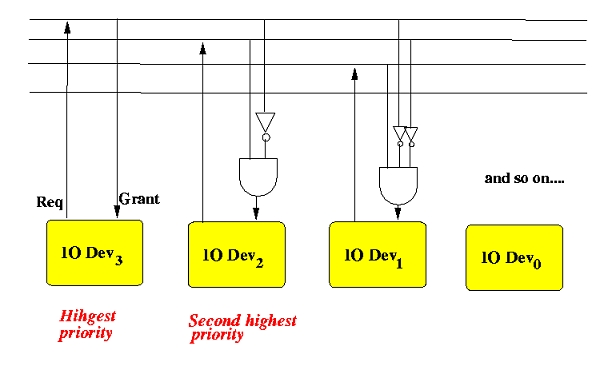 and so on....
Req
Grant
IO Dev3
IO Dev2
IO Dev1
IO Dev0
Hihgest
priority
Second highest
priority